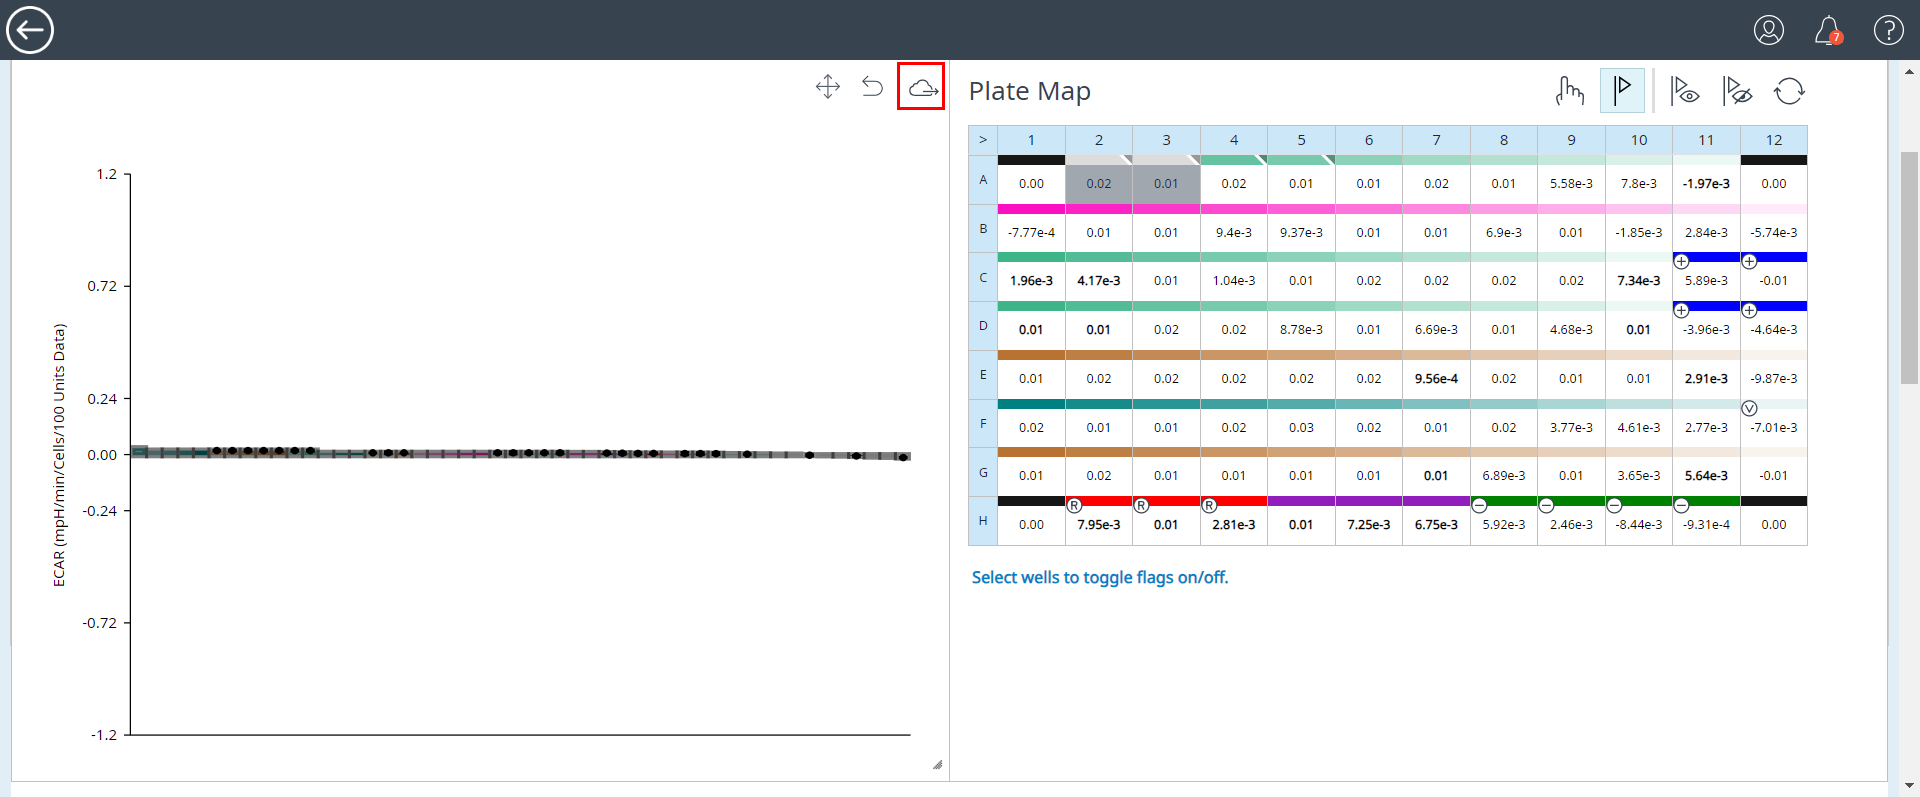 7
?
Plate Map
> 1 2 3 4 5 6 7 8 9 10 11 12
A 0.00 0.02 0.01 0.02 0.01 0.01 0.02 0.01 5.58e-3 7.8e-3 -1.97e-3 0.00
B -7.77e-4 0.01 0.01 9.4e-3 9.37e-3 0.01 0.01 6.9e-3 0.01 -1.85e-3 2.84e-3 -5.74e-3
+ +
C 1.96e-3 4.17e-3 0.01 1.04e-3 0.01 0.02 0.02 0.02 0.02 7.34e-3 5.89e-3 -0.01
+ +
D 0.01 0.01 0.02 0.02 8.78e-3 0.01 6.69e-3 0.01 4.68e-3 0.01 -3.96e-3 -4.64e-3
E 0.01 0.02 0.02 0.02 0.02 0.02 9.56e-4 0.02 0.01 0.01 2.91e-3 -9.87e-3
V
F 0.02 0.01 0.01 0.02 0.03 0.02 0.01 0.02 3.77e-3 4.61e-3 2.77e-3 -7.01e-3
G 0.01 0.02 0.01 0.01 0.01 0.01 0.01 6.89e-3 0.01 3.65e-3 5.64e-3 -0.01
R R R − − − −
H 0.00 7.95e-3 0.01 2.81e-3 0.01 7.25e-3 6.75e-3 5.92e-3 2.46e-3 -8.44e-3 -9.31e-4 0.00
Select wells to toggle flags on/off.
ECAR (mpH/min/Cells/100 Units Data)
1.2
0.72
0.24
0.00
-0.24
-0.72
-1.2